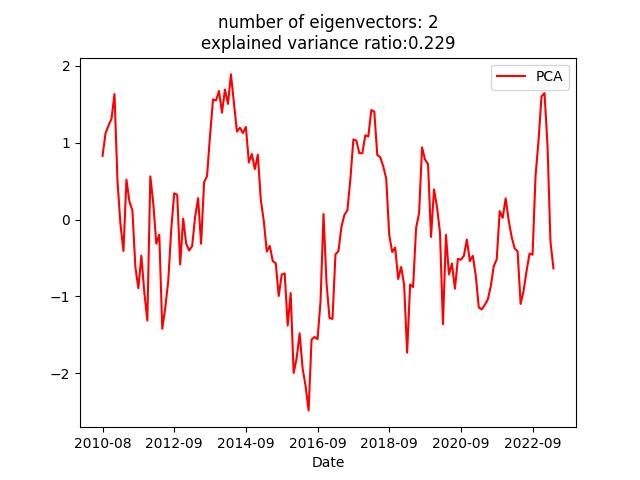 number of eigenvectors: 2
explained variance ratio:0.229
PCA
2
1
0
−1
−2
2010-08 2012-09 2014-09 2016-09 2018-09 2020-09 2022-09
Date